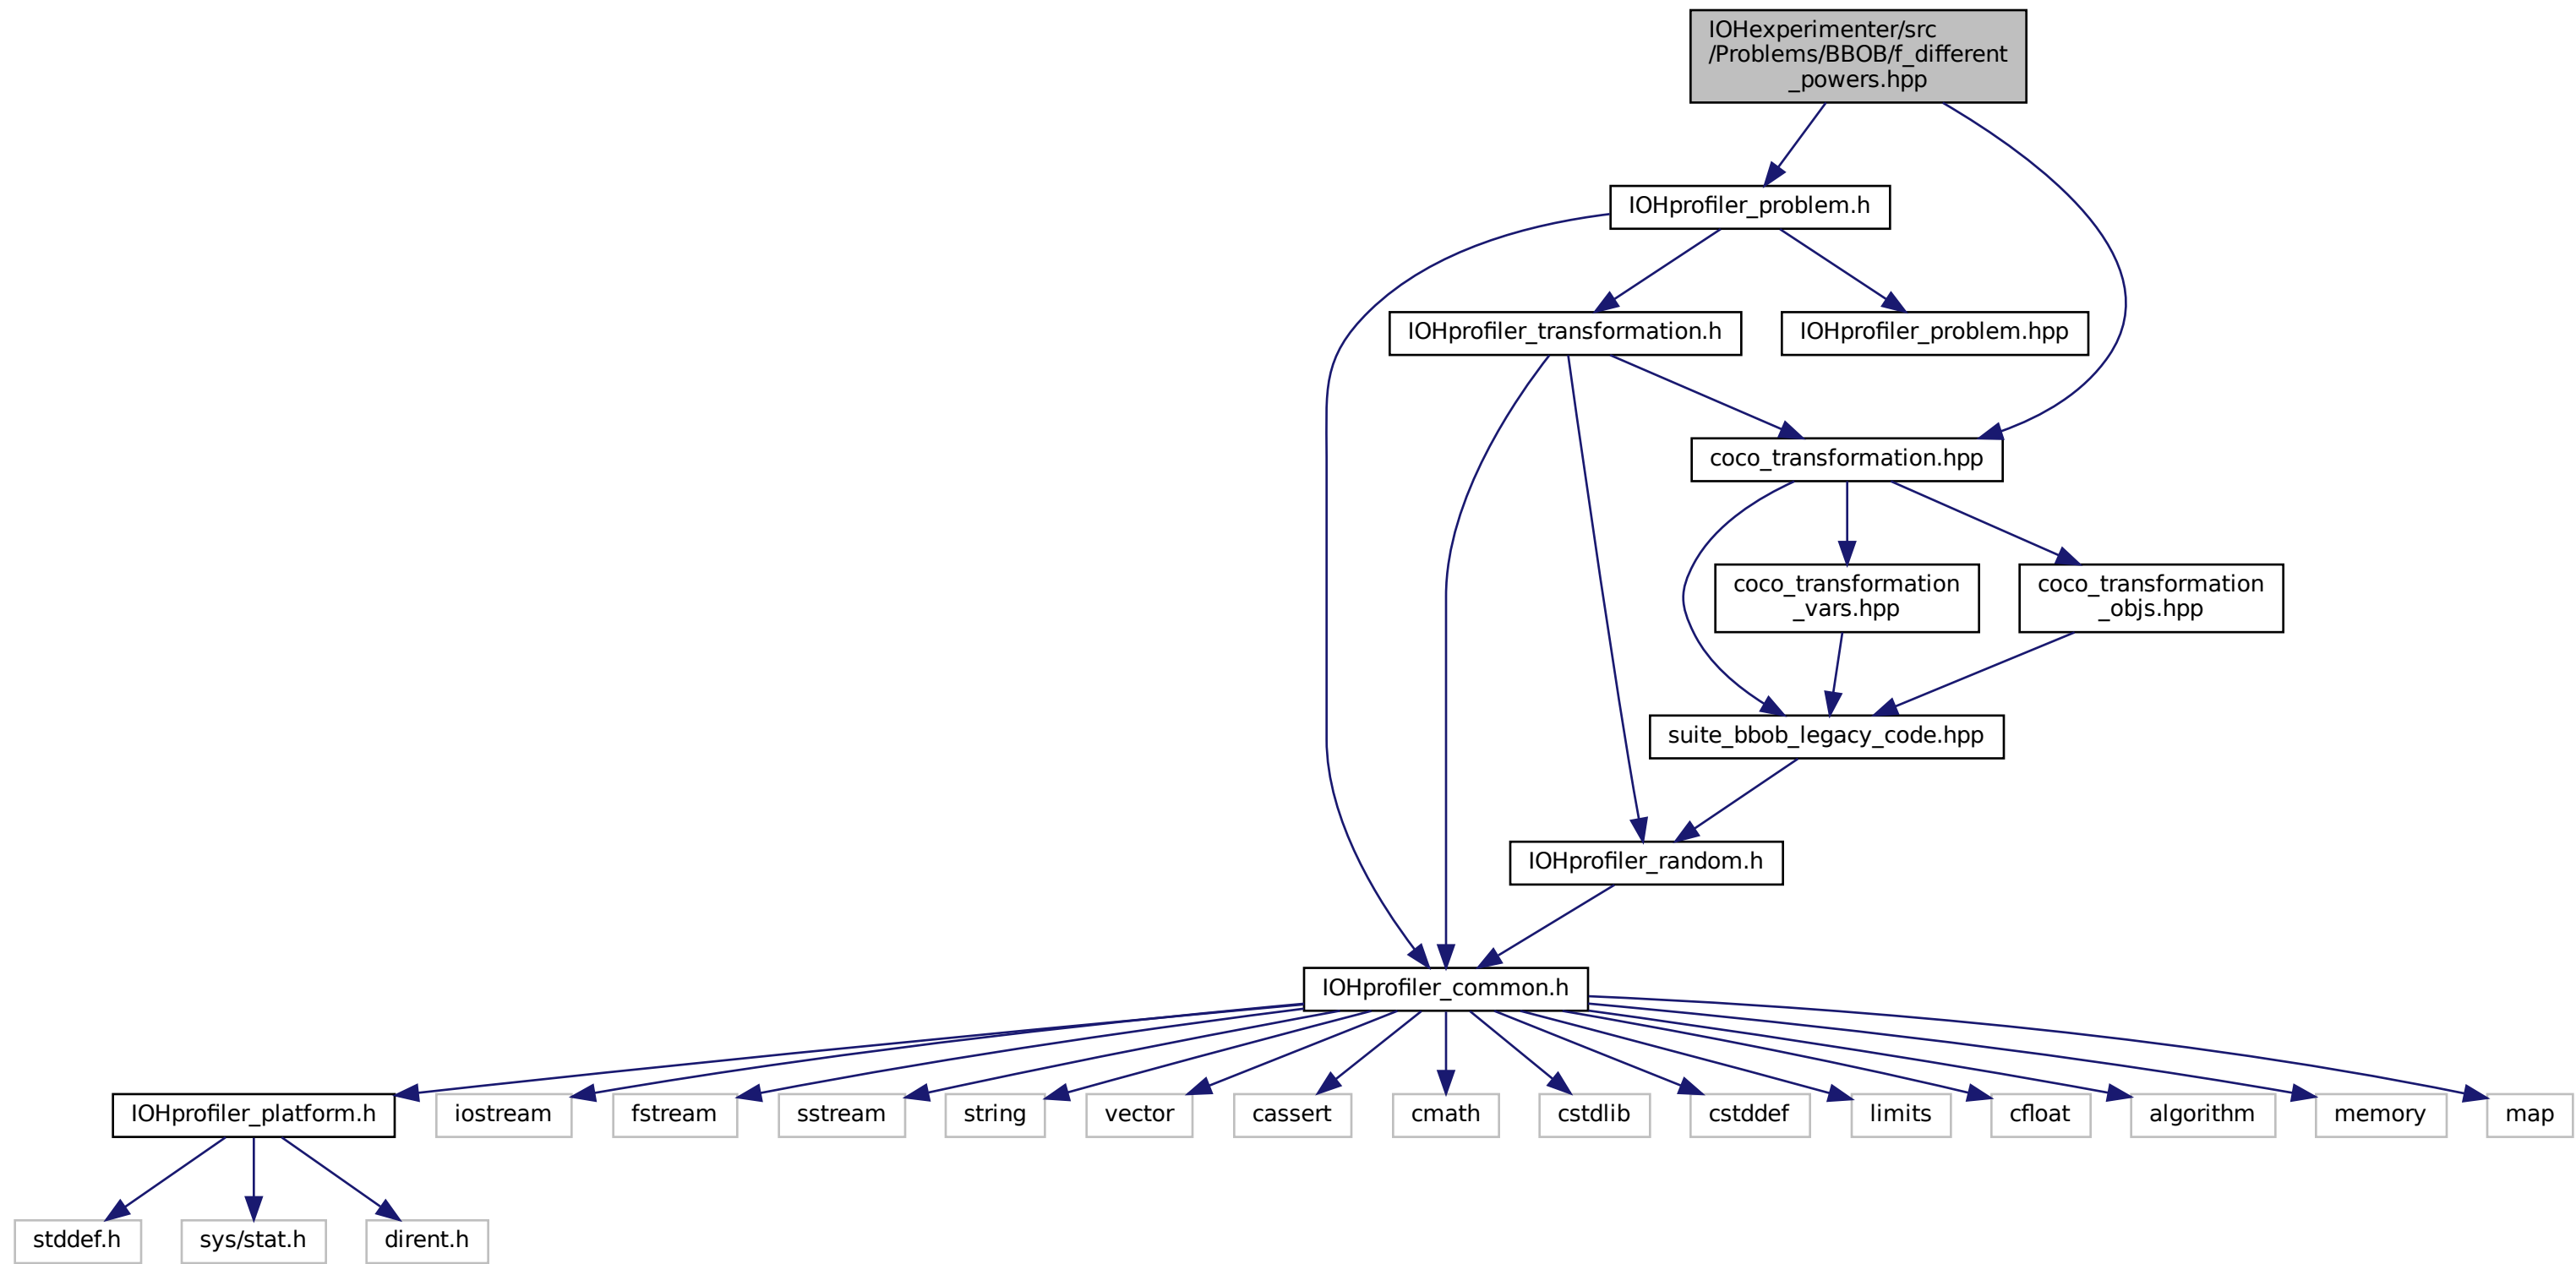 IOHexperimenter/src
/Problems/BBOB/f_different
_powers.hpp
IOHprofiler_problem.h
IOHprofiler_transformation.h
IOHprofiler_problem.hpp
coco_transformation.hpp
coco_transformation
_vars.hpp
coco_transformation
_objs.hpp
suite_bbob_legacy_code.hpp
IOHprofiler_random.h
IOHprofiler_common.h
IOHprofiler_platform.h
iostream
fstream
sstream
string
vector
cassert
cmath
cstdlib
cstddef
limits
cfloat
algorithm
memory
map
stddef.h
sys/stat.h
dirent.h